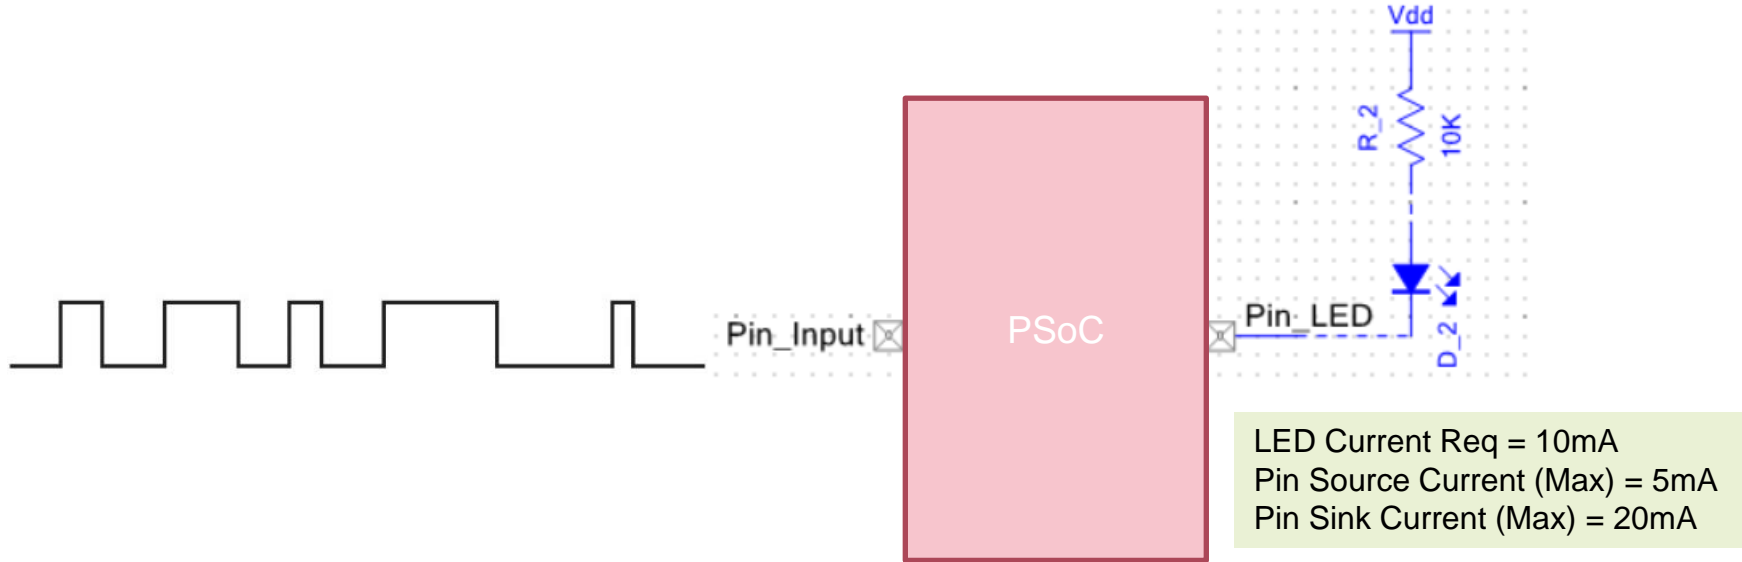 Vdd
R_2
10K
Pin_Input
PSoC
Pin_LED
D_2
LED Current Req = 10mA
Pin Source Current (Max) = 5mA
Pin Sink Current (Max) = 20mA